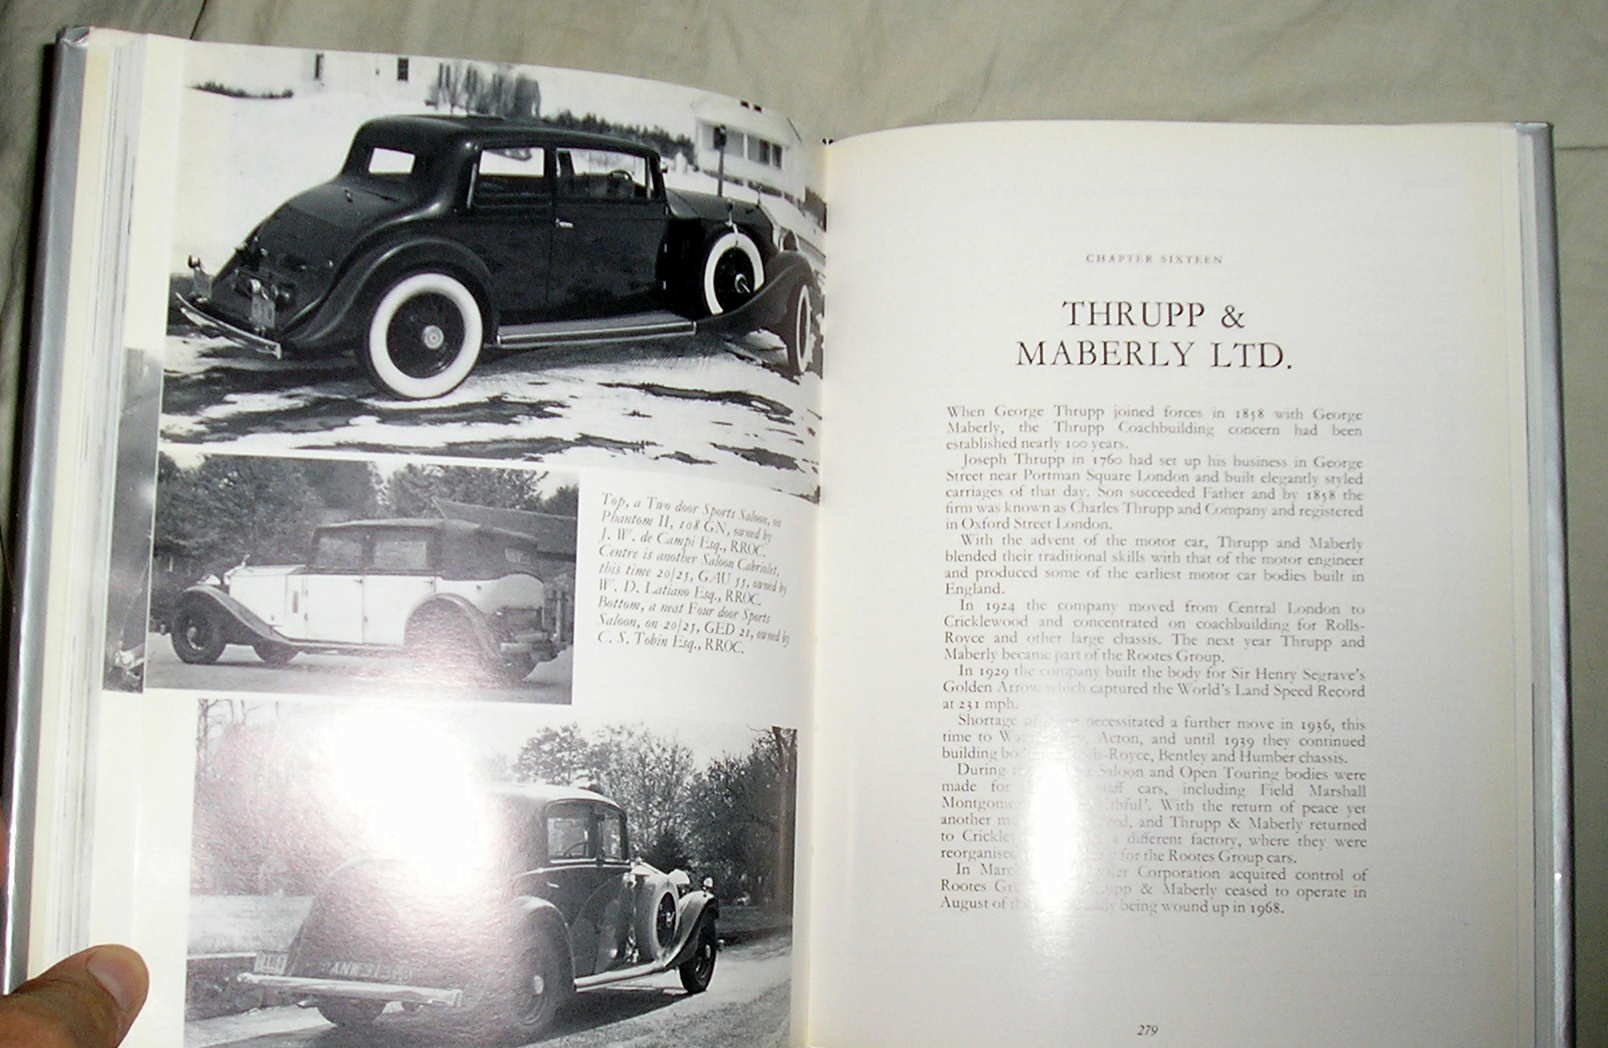 Top, a Two door Sports Saloon, on
Phantom II, 108 GN, owned by
J. W. de Campi Esq., RROC.
Centre is another Saloon Cabriolet,
this time 20/25, GAU 55, owned by
W. D. Latiano Esq., RROC.
Bottom, a neat Four door Sports
Saloon, on 20/25, GED 21, owned by
C. S. Tobin Esq., RROC.
CHAPTER SIXTEEN
THRUPP &
MABERLY LTD.
When George Thrupp joined forces in 1858 with George
Maberly, the Thrupp Coachbuilding concern had been
established nearly 100 years.
Joseph Thrupp in 1760 had set up his business in George
Street near Portman Square London and built elegantly styled
carriages of that day. Son succeeded Father and by 1858 the
firm was known as Charles Thrupp and Company and registered
in Oxford Street London.
With the advent of the motor car, Thrupp and Maberly
blended their traditional skills with that of the motor engineer
and produced some of the earliest motor car bodies built in
England.
In 1924 the company moved from Central London to
Cricklewood and concentrated on coachbuilding for Rolls-
Royce and other large chassis. The next year Thrupp and
Maberly became part of the Rootes Group.
In 1929 the company built the body for Sir Henry Segrave's
Golden Arrow which captured the World's Land Speed Record
at 231 mph.
Shortage of necessitated a further move in 1936, this
time to Acton, and until 1939 they continued
building Bentley and Humber chassis.
During Saloon and Open Touring bodies were
made for cars, including Field Marshall
With the return of peace yet
another and Thrupp & Maberly returned
to a different factory, where they were
for the Rootes Group cars.
In Corporation acquired control of
Rootes & Maberly ceased to operate in
August of being wound up in 1968.
279